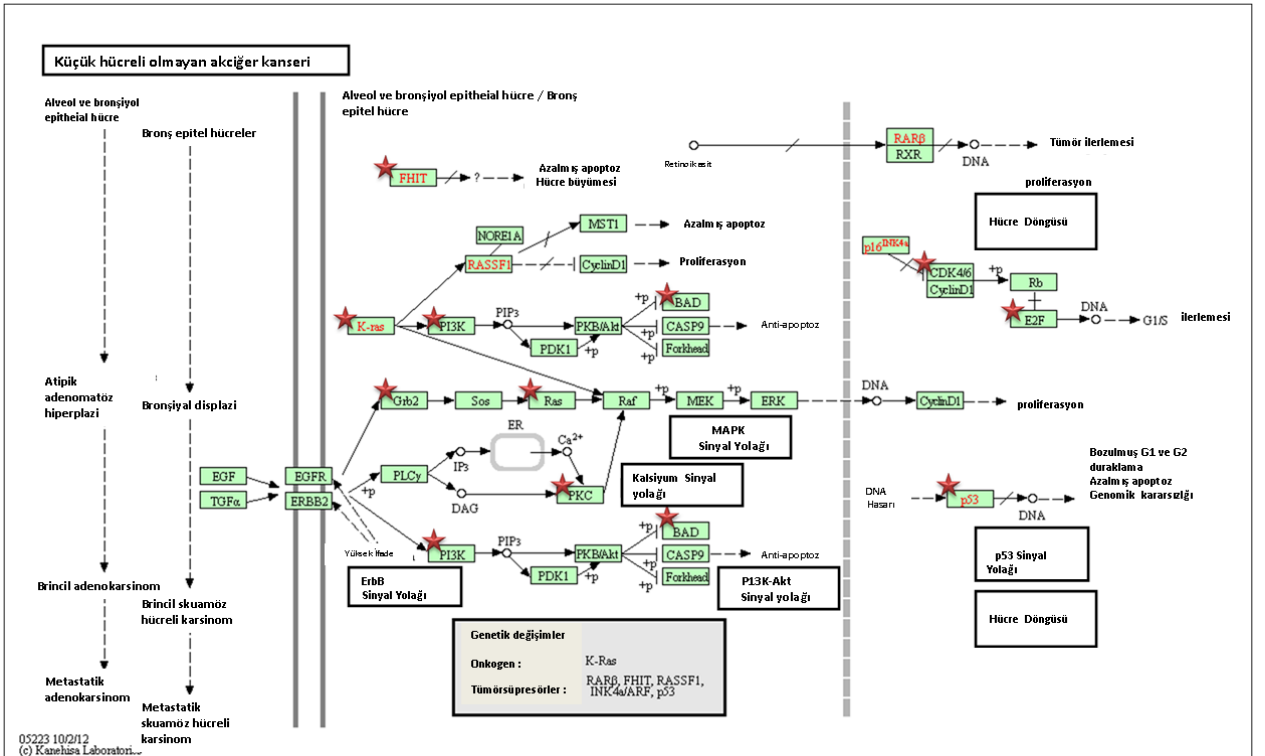 Küçük hücreli olmayan akciğer kanseri
Alveol ve bronşiyol
epitheial hücre
Bronş epitel hücreler
Atipik
adenomatöz
hiperplazi
Bronşiyal displazi
Brincil adenokarsinom
Brincil skuamöz
hücreli karsinom
Metastatik
adenokarsinom
Metastatik
skuamöz hücreli
karsinom
EGF
TGFα
EGFR
ERBB2
Alveol ve bronşiyol epitheial hücre / Bronş
epitel hücre
FHIT
?
Azalmış apoptoz
Hücre büyümesi
NORE1A
RASSF1
MST1
Azalmış apoptoz
CyclinD1
Proliferasyon
K-ras
PI3K
PIP3
PDK1
+p
PKB/Akt
+p
+p
BAD
CASP9
Forkhead
Anti-apoptoz
Grb2
Sos
Ras
Raf
+p
MEK
+p
ERK
MAPK
Sinyal Yolağı
+p
PLCγ
IP3
DAG
ER
Ca2+
PKC
Kalsiyum Sinyal
yolağı
Yüksek İfade
PI3K
PIP3
PDK1
+p
PKB/Akt
+p
+p
BAD
CASP9
Forkhead
Anti-apoptoz
ErbB
Sinyal Yolağı
P13K-Akt
Sinyal yolağı
Genetik değişimler
Onkogen :
K-Ras
Tümörsüpresörler :
RARβ, FHIT, RASSF1,
INK4a/ARF, p53
Retinoikasit
RARβ
RXR
DNA
Tümör ilerlemesi
proliferasyon
Hücre Döngüsü
p16INK4a
CDK4/6
CyclinD1
+p
Rb
E2F
DNA
G1/S
ilerlemesi
DNA
CyclinD1
proliferasyon
DNA
Hasarı
p53
DNA
Bozulmuş G1 ve G2
duraklama
Azalmış apoptoz
Genomik kararsızlğı
p53 Sinyal
Yolağı
Hücre Döngüsü
05223 10/2/12
(c) Kanehisa